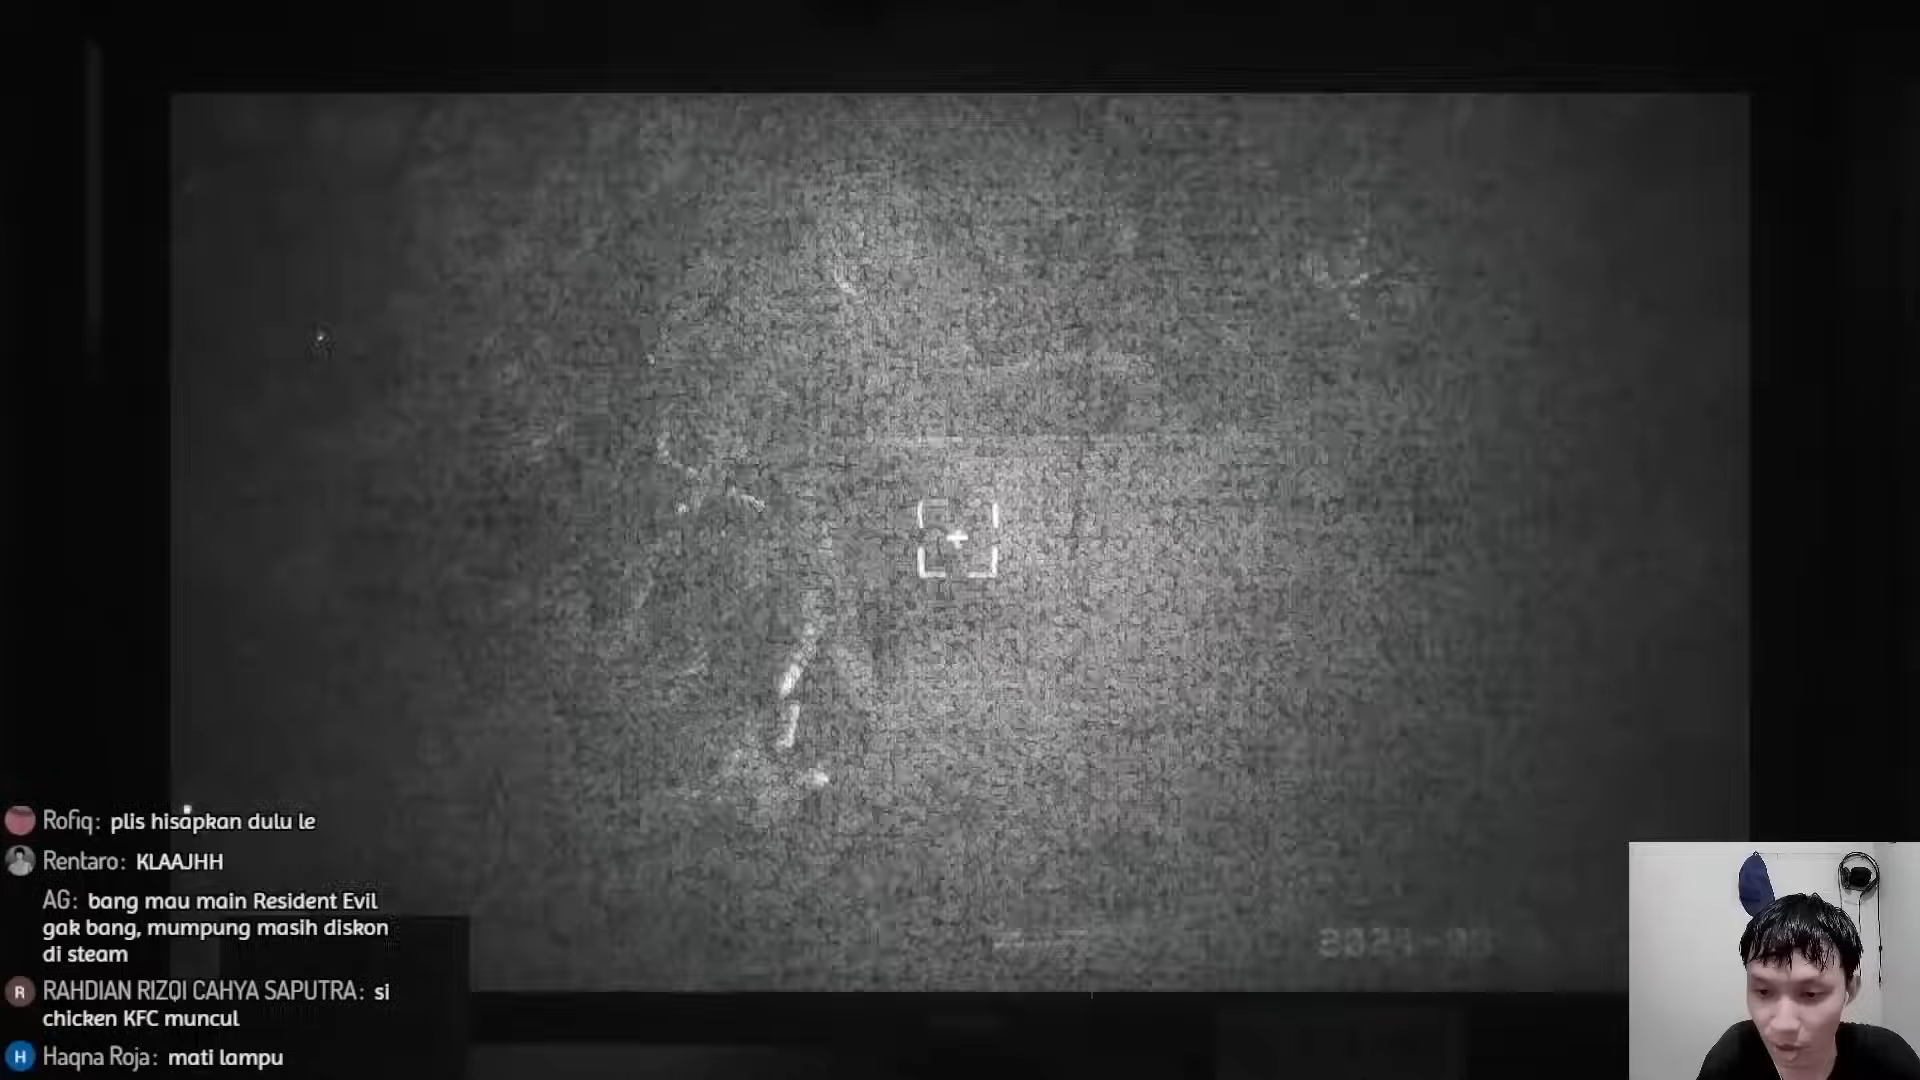 Rofiq: plis hisapkan dulu le
Rentaro: KLAAJHH
AG: bang mau main Resident Evil
gak bang, mumpung masih diskon
di steam
R RAHDIAN RIZQI CAHYA SAPUTRA: si
chicken KFC muncul
H Haqna Roja: mati lampu